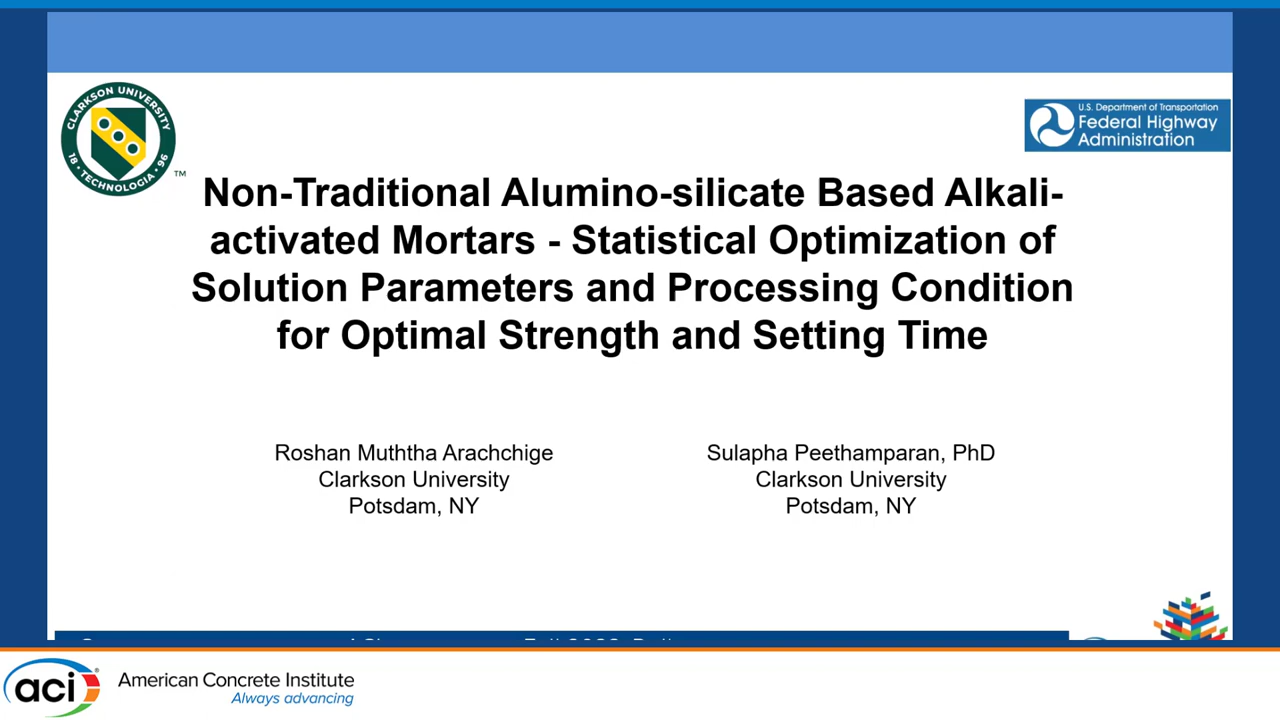 CLARKSON UNIVERSITY
18 • TECHNOLOGIA • 96
TM
U.S. Department of Transportation
Federal Highway
Administration
Non-Traditional Alumino-silicate Based Alkali-
activated Mortars - Statistical Optimization of
Solution Parameters and Processing Condition
for Optimal Strength and Setting Time
Roshan Muththa Arachchige
Clarkson University
Potsdam, NY
Sulapha Peethamparan, PhD
Clarkson University
Potsdam, NY
aci
®
American Concrete Institute
Always advancing